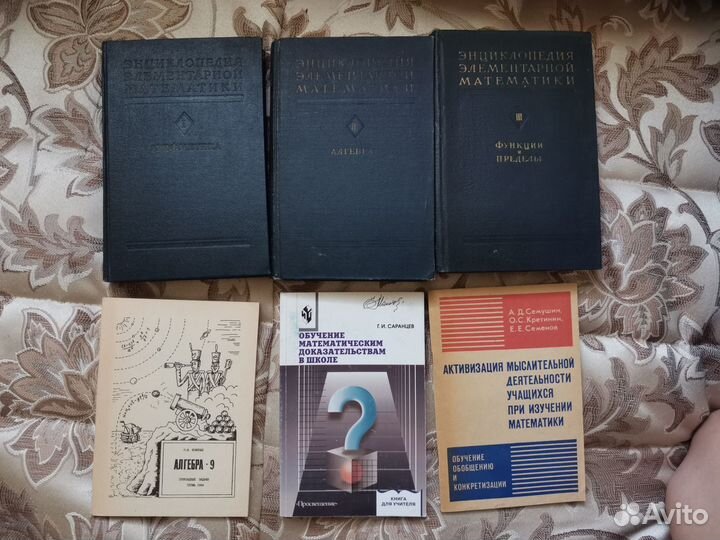 ЭНЦИКЛОПЕДИЯ
ЭЛЕМЕНТАРНОЙ
МАТЕМАТИКИ
I
АРИФМЕТИКА
ЭНЦИКЛОПЕДИЯ
ЭЛЕМЕНТАРНОЙ
МАТЕМАТИКИ
II
АЛГЕБРА
ЭНЦИКЛОПЕДИЯ
ЭЛЕМЕНТАРНОЙ
МАТЕМАТИКИ
III
ФУНКЦИИ
И
ПРЕДЕЛЫ
АЛГЕБРА-9
Г.И. САРАНЦЕВ
ОБУЧЕНИЕ
МАТЕМАТИЧЕСКИМ
ДОКАЗАТЕЛЬСТВАМ
В ШКОЛЕ
?
«Просвещение»
КНИГА
ДЛЯ УЧИТЕЛЯ
А. Д. Семушин,
О. С. Кретинин,
Е. Е. Семенов
АКТИВИЗАЦИЯ МЫСЛИТЕЛЬНОЙ
ДЕЯТЕЛЬНОСТИ
УЧАЩИХСЯ
ПРИ ИЗУЧЕНИИ
МАТЕМАТИКИ
ОБУЧЕНИЕ
ОБОБЩЕНИЮ
И
КОНКРЕТИЗАЦИИ
Avito